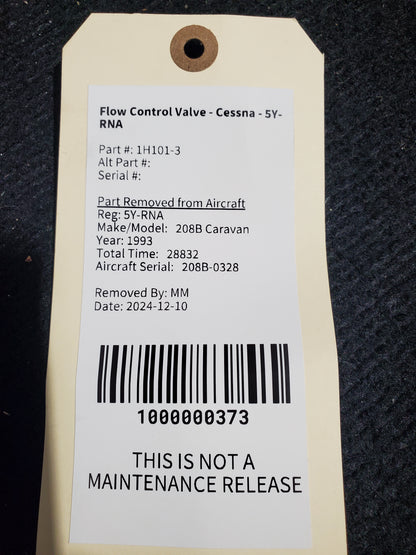 Flow Control Valve - Cessna - 5Y-
RNA
Part #: 1H101-3
Alt Part #:
Serial #:
Part Removed from Aircraft
Reg: 5Y-RNA
Make/Model: 208B Caravan
Year: 1993
Total Time: 28832
Aircraft Serial: 208B-0328
Removed By: MM
Date: 2024-12-10
1000000373
THIS IS NOT A
MAINTENANCE RELEASE